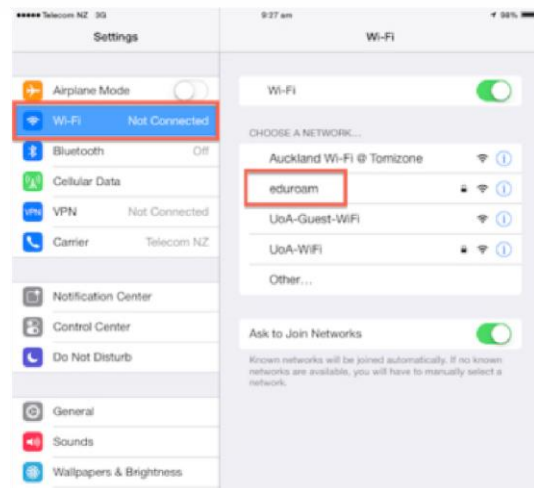 Telecom NZ 3G
9:27 am
98%
Settings
Airplane Mode
Wi-Fi Not Connected
Bluetooth Off
Cellular Data
VPN VPN Not Connected
Carrier Telecom NZ
Notification Center
Control Center
Do Not Disturb
General
Sounds
Wallpapers & Brightness
Wi-Fi
Wi-Fi
CHOOSE A NETWORK...
Auckland Wi-Fi @ Tomizone
eduroam
UoA-Guest-WiFi
UoA-WiFi
Other...
Ask to Join Networks
Known networks will be joined automatically. If no known
networks are available, you will have to manually select a
network.